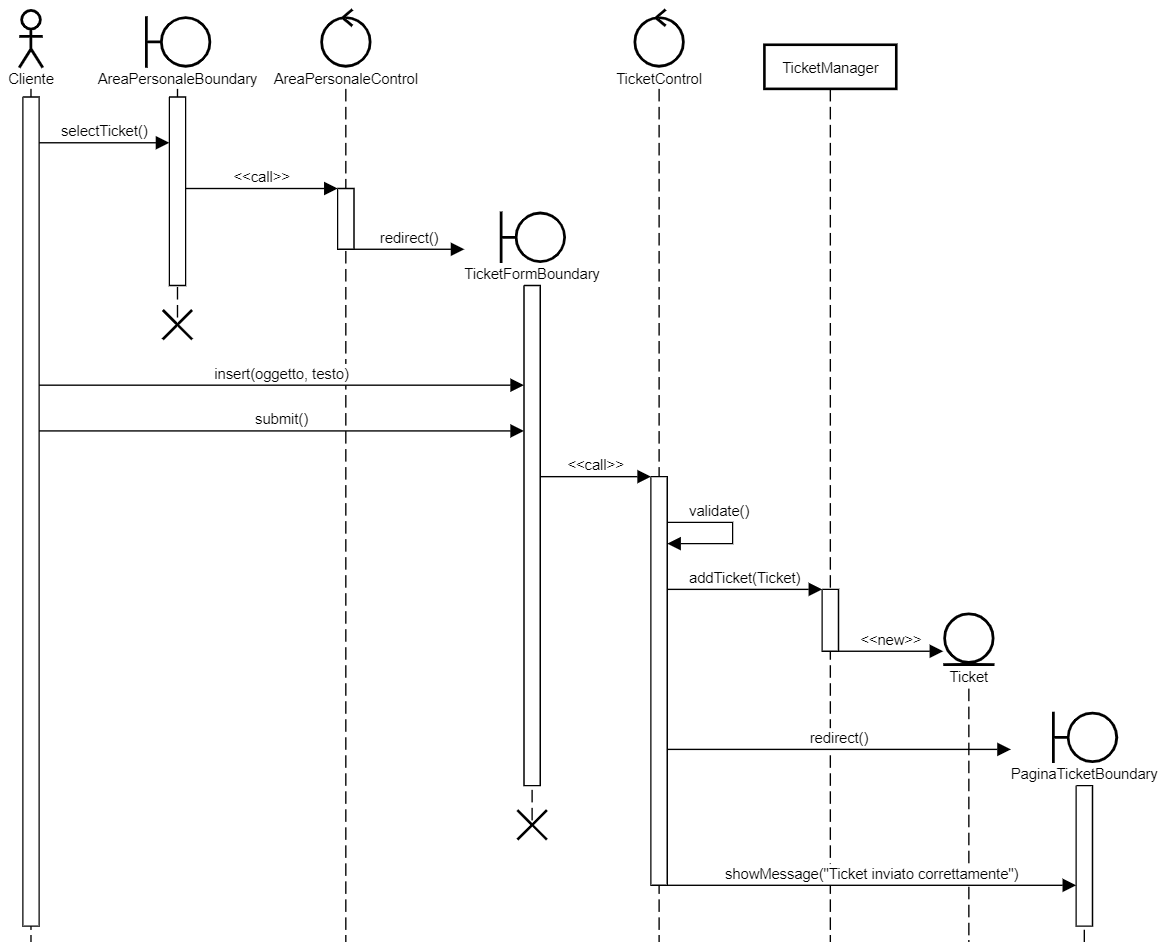 Cliente
AreaPersonaleBoundary
AreaPersonaleControl
TicketControl
TicketManager
selectTicket()
<<call>>
redirect()
TicketFormBoundary
insert(oggetto, testo)
submit()
<<call>>
validate()
addTicket(Ticket)
<<new>>
Ticket
redirect()
PaginaTicketBoundary
showMessage("Ticket inviato correttamente")